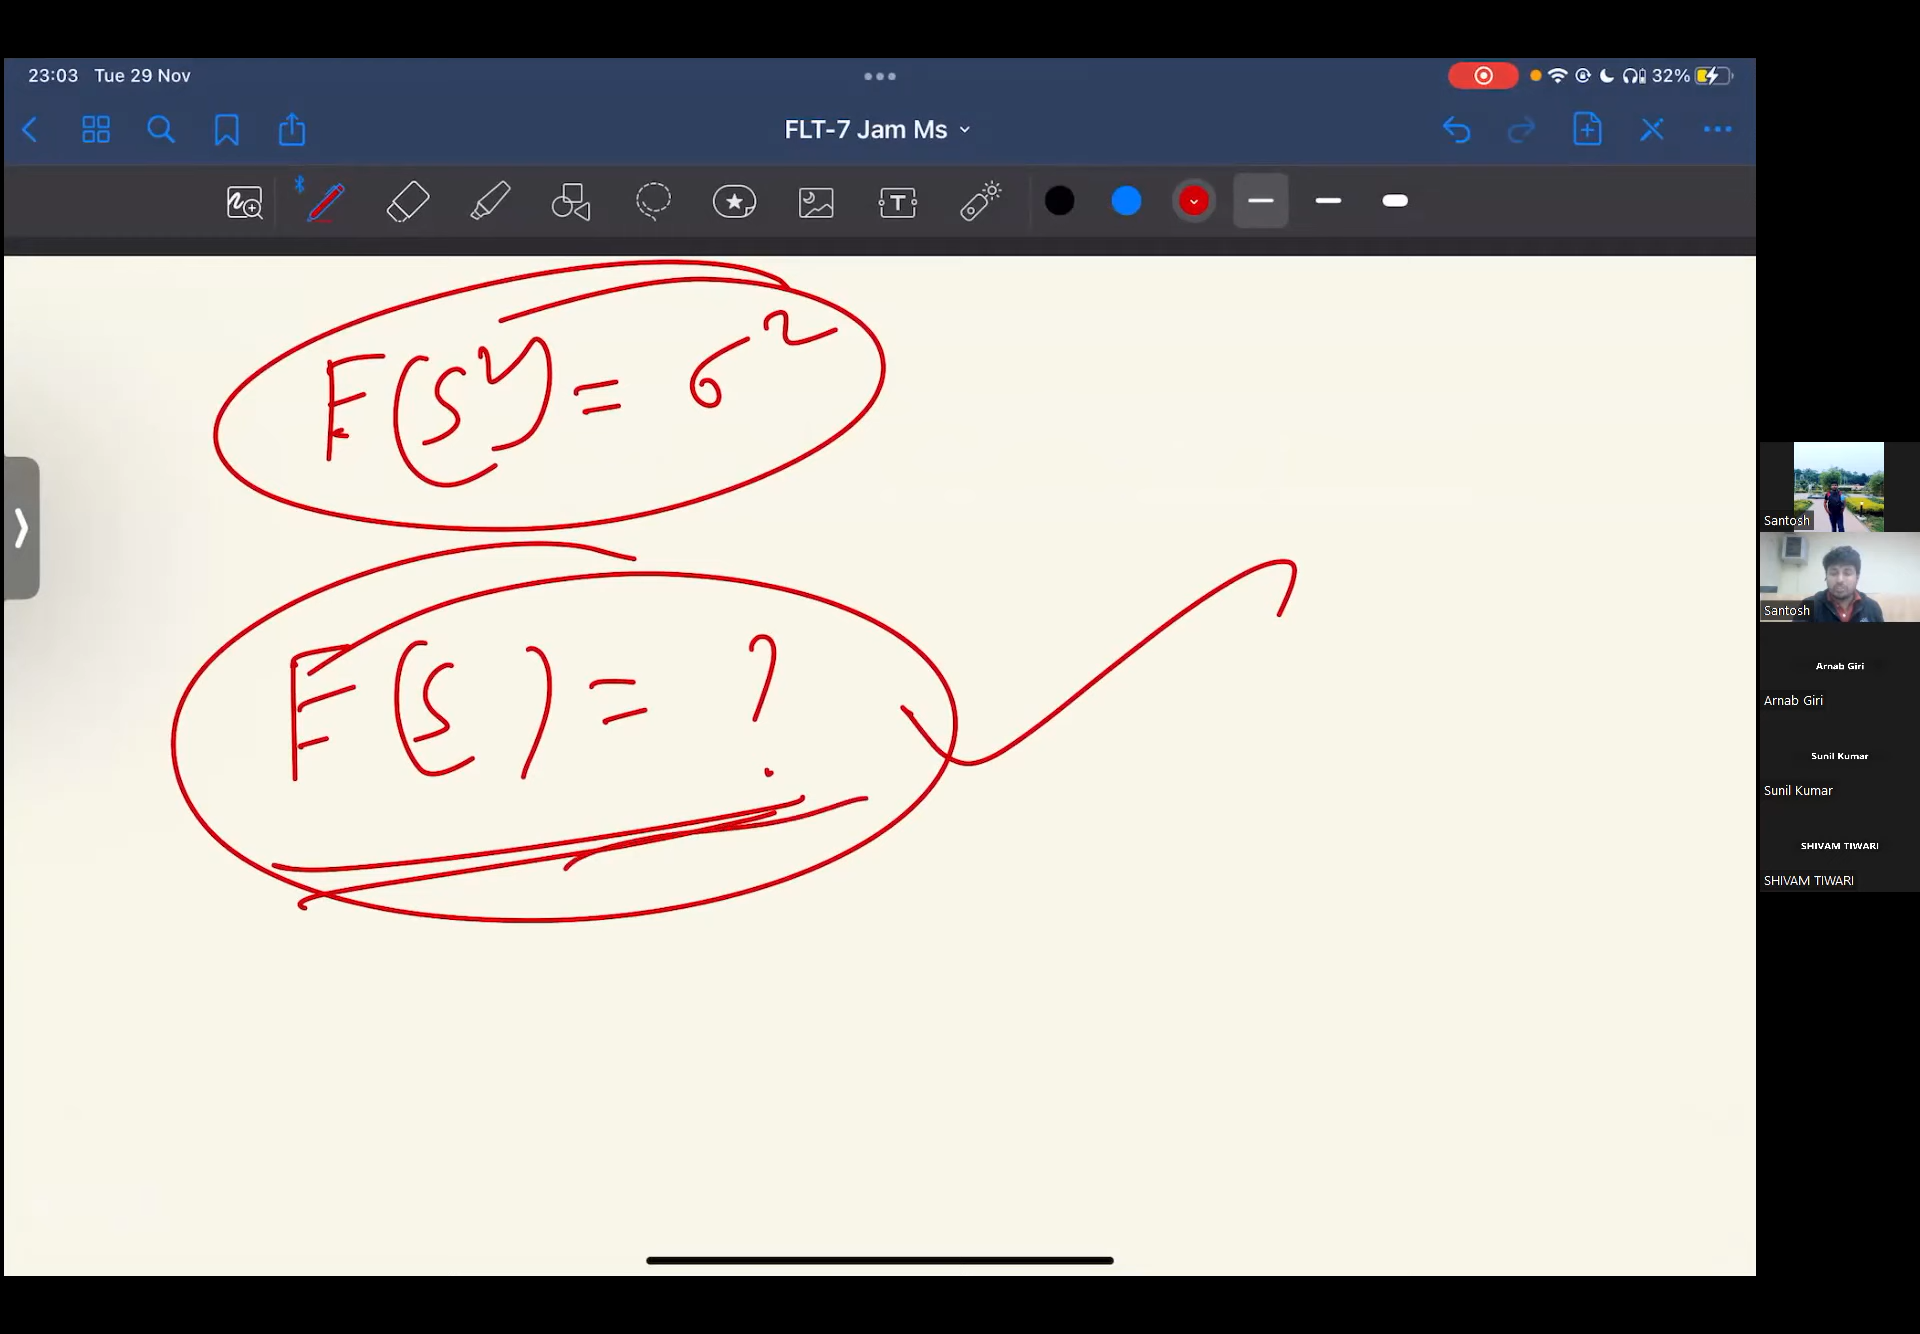 23:03 Tue 29 Nov
32%
FLT-7 Jam Ms
T
E(S²) = σ²
E(S) = ?
Santosh
Santosh
Arnab Giri
Arnab Giri
Sunil Kumar
Sunil Kumar
SHIVAM TIWARI
SHIVAM TIWARI